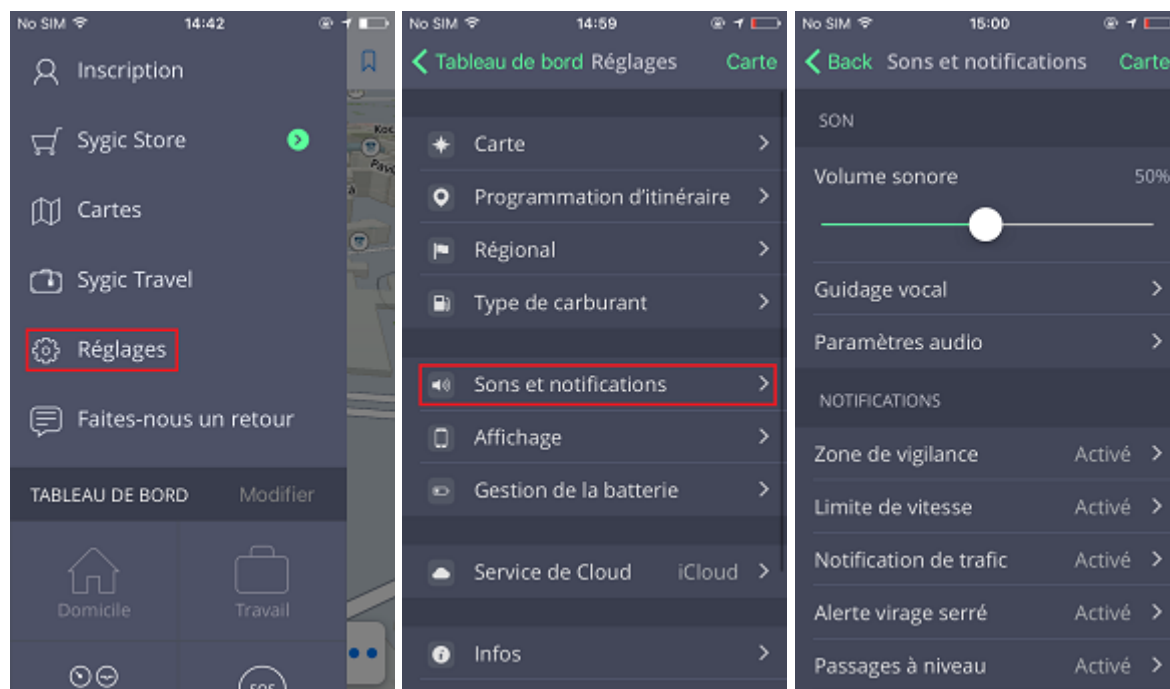 No SIM 14:42
Inscription
Sygic Store
Cartes
Sygic Travel
Réglages
Faites-nous un retour
TABLEAU DE BORD Modifier
Domicile Travail
SOS
No SIM 14:59
Tableau de bord Réglages Carte
Carte
Programmation d'itinéraire
Régional
Type de carburant
Sons et notifications
Affichage
Gestion de la batterie
Service de Cloud iCloud
Infos
No SIM 15:00
Back Sons et notifications Carte
SON
Volume sonore 50%
Guidage vocal
Paramètres audio
NOTIFICATIONS
Zone de vigilance Activé
Limite de vitesse Activé
Notification de trafic Activé
Alerte virage serré Activé
Passages à niveau Activé